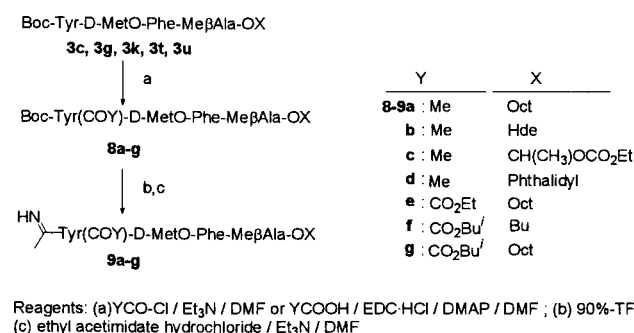 Boc-Tyr-D-MetO-Phe-MeβAla-OX
3c, 3g, 3k, 3t, 3u
a
Boc-Tyr(COY)-D-MetO-Phe-MeβAla-OX
8a-g
b,c
HN
Tyr(COY)-D-MetO-Phe-MeβAla-OX
9a-g
Y X
8-9a : Me Oct
b : Me Hde
c : Me CH(CH₃)OCO₂Et
d : Me Phthalidyl
e : CO₂Et Oct
f : CO₂Buⁱ Bu
g : CO₂Buⁱ Oct
Reagents: (a)YCO-Cl / Et₃N / DMF or YCOOH / EDC·HCl / DMAP / DMF ; (b) 90%-TF
(c) ethyl acetimidate hydrochloride / Et₃N / DMF